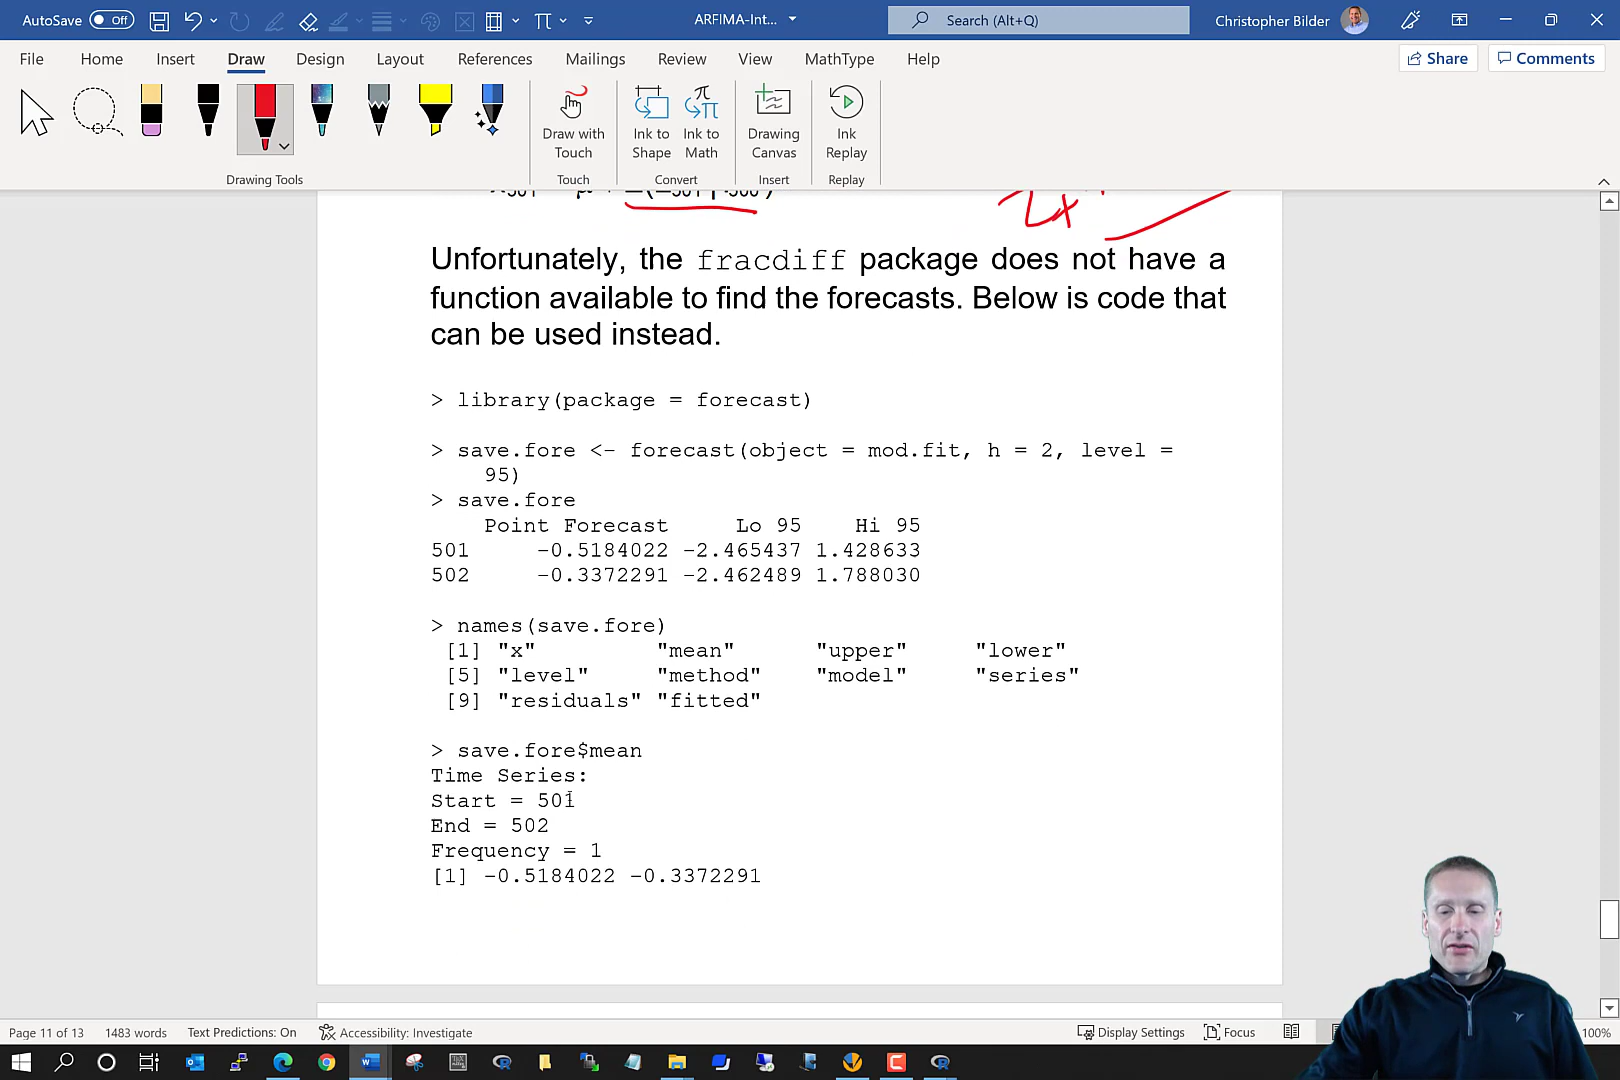 AutoSave Off ARFIMA-Int... Search (Alt+Q) Christopher Bilder
File Home Insert Draw Design Layout References Mailings Review View MathType Help Share Comments
Draw with Touch Ink to Shape Ink to Math Drawing Canvas Ink Replay
Drawing Tools Touch Convert Insert Replay
Unfortunately, the fracdiff package does not have a
function available to find the forecasts. Below is code that
can be used instead.
> library(package = forecast)
> save.fore <- forecast(object = mod.fit, h = 2, level =
95)
> save.fore
Point Forecast Lo 95 Hi 95
501 -0.5184022 -2.465437 1.428633
502 -0.3372291 -2.462489 1.788030
> names(save.fore)
[1] "x" "mean" "upper" "lower"
[5] "level" "method" "model" "series"
[9] "residuals" "fitted"
> save.fore$mean
Time Series:
Start = 501
End = 502
Frequency = 1
[1] -0.5184022 -0.3372291
Page 11 of 13 1483 words Text Predictions: On Accessibility: Investigate Display Settings Focus 100%